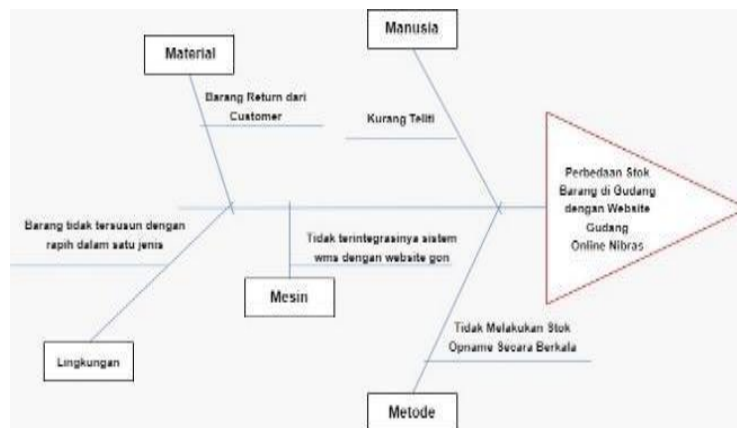 Manusia
Material
Barang Return dari
Customer
Kurang Teliti
Perbedaan Stok
Barang di Gudang
dengan Website
Gudang
Online Nibras
Barang tidak tersusun dengan
rapih dalam satu jenis
Tidak terintegrasinya sistem
wms dengan website gon
Mesin
Tidak Melakukan Stok
Opname Secara Berkala
Lingkungan
Metode